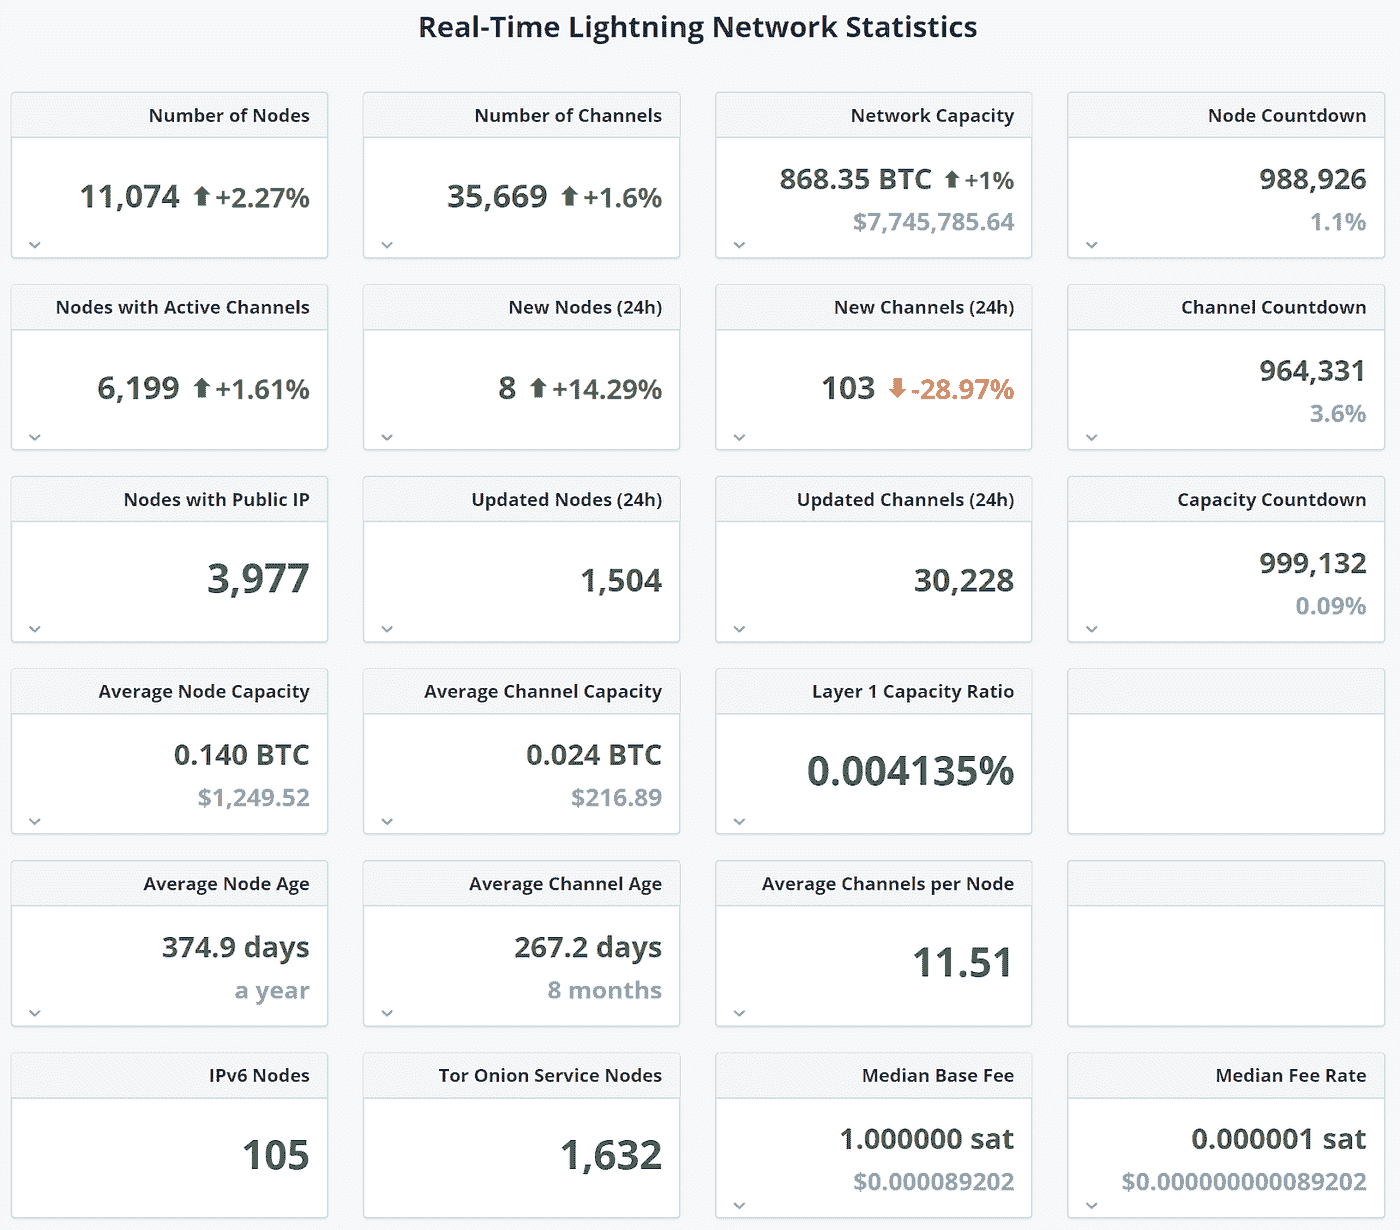 Real-Time Lightning Network Statistics
Number of Nodes
11,074 ⬆+2.27%
Number of Channels
35,669 ⬆+1.6%
Network Capacity
868.35 BTC ⬆+1%
$7,745,785.64
Node Countdown
988,926
1.1%
Nodes with Active Channels
6,199 ⬆+1.61%
New Nodes (24h)
8 ⬆+14.29%
New Channels (24h)
103 ⬇-28.97%
Channel Countdown
964,331
3.6%
Nodes with Public IP
3,977
Updated Nodes (24h)
1,504
Updated Channels (24h)
30,228
Capacity Countdown
999,132
0.09%
Average Node Capacity
0.140 BTC
$1,249.52
Average Channel Capacity
0.024 BTC
$216.89
Layer 1 Capacity Ratio
0.004135%
Average Node Age
374.9 days
a year
Average Channel Age
267.2 days
8 months
Average Channels per Node
11.51
IPv6 Nodes
105
Tor Onion Service Nodes
1,632
Median Base Fee
1.000000 sat
$0.000089202
Median Fee Rate
0.000001 sat
$0.000000000089202